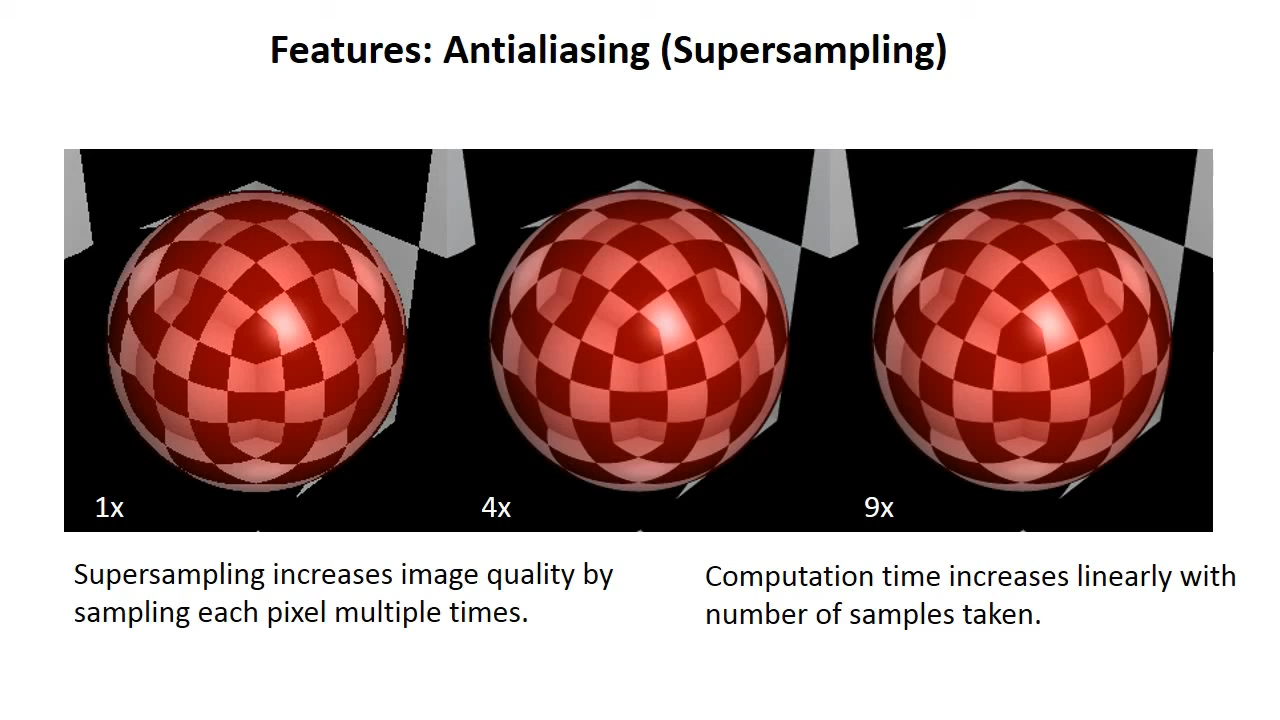 Features: Antialiasing (Supersampling)
1x
4x
9x
Supersampling increases image quality by
sampling each pixel multiple times.
Computation time increases linearly with
number of samples taken.